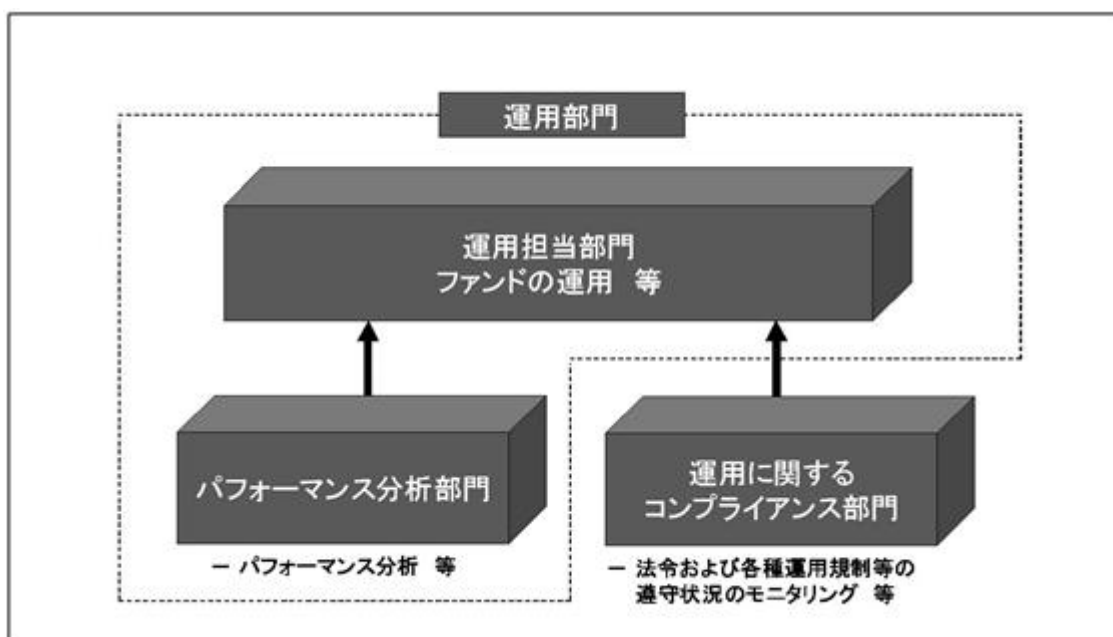 運用部門
運用担当部門
ファンドの運用 等
パフォーマンス分析部門
- パフォーマンス分析 等
運用に関する
コンプライアンス部門
- 法令および各種運用規制等の
遵守状況のモニタリング 等